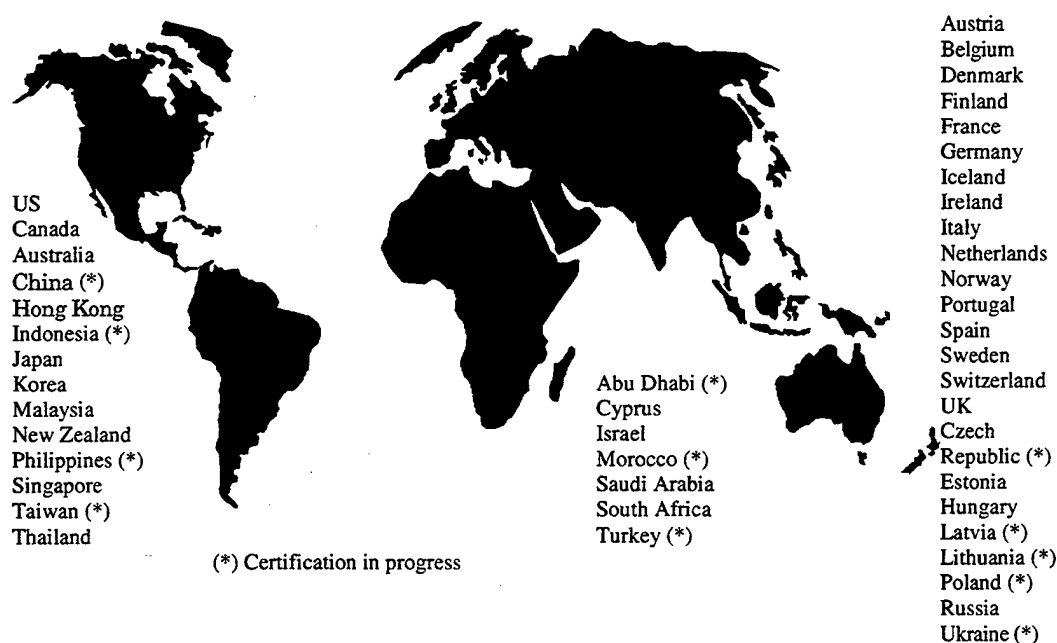 US
Canada
Australia
China (*)
Hong Kong
Indonesia (*)
Japan
Korea
Malaysia
New Zealand
Philippines (*)
Singapore
Taiwan (*)
Thailand
(*) Certification in progress
Abu Dhabi (*)
Cyprus
Israel
Morocco (*)
Saudi Arabia
South Africa
Turkey (*)
Austria
Belgium
Denmark
Finland
France
Germany
Iceland
Ireland
Italy
Netherlands
Norway
Portugal
Spain
Sweden
Switzerland
UK
Czech
Republic (*)
Estonia
Hungary
Latvia (*)
Lithuania (*)
Poland (*)
Russia
Ukraine (*)